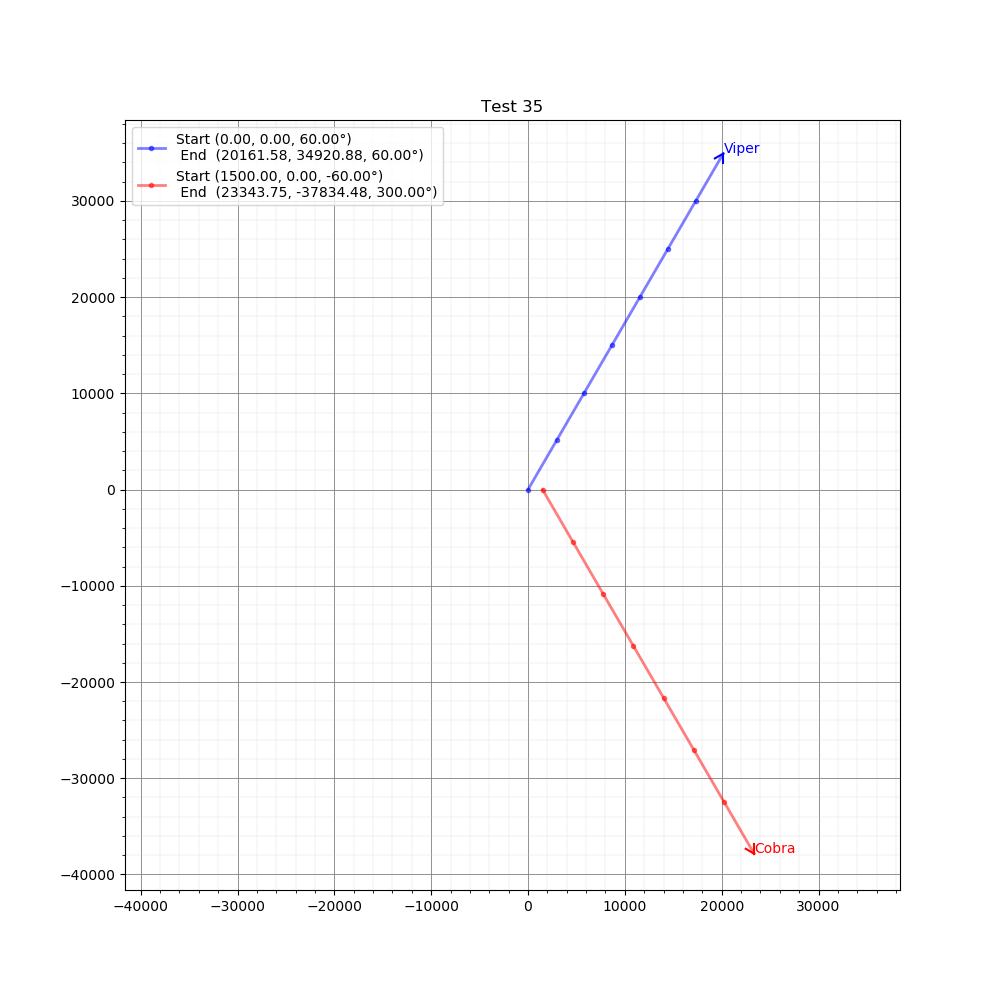 Test 35
Start (0.00, 0.00, 60.00°)
End  (20161.58, 34920.88, 60.00°)
Start (1500.00, 0.00, -60.00°)
End  (23343.75, -37834.48, 300.00°)
Viper
Cobra
30000
20000
10000
0
−10000
−20000
−30000
−40000
−40000 −30000 −20000 −10000 0 10000 20000 30000